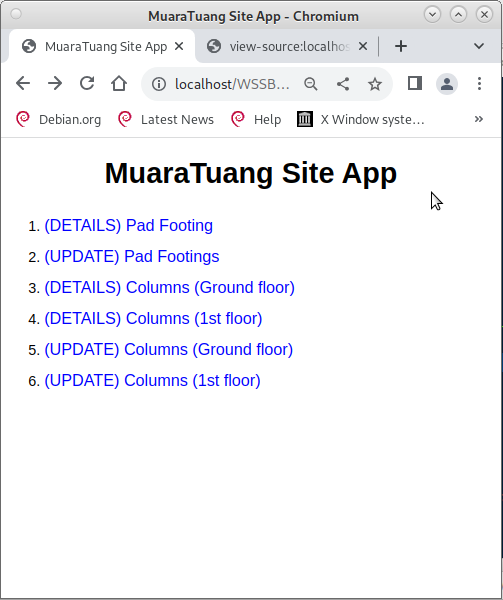 MuaraTuang Site App - Chromium
MuaraTuang Site App view-source:localhos
localhost/WSSB…
Debian.org Latest News Help X Window syste… »
MuaraTuang Site App
1. (DETAILS) Pad Footing
2. (UPDATE) Pad Footings
3. (DETAILS) Columns (Ground floor)
4. (DETAILS) Columns (1st floor)
5. (UPDATE) Columns (Ground floor)
6. (UPDATE) Columns (1st floor)